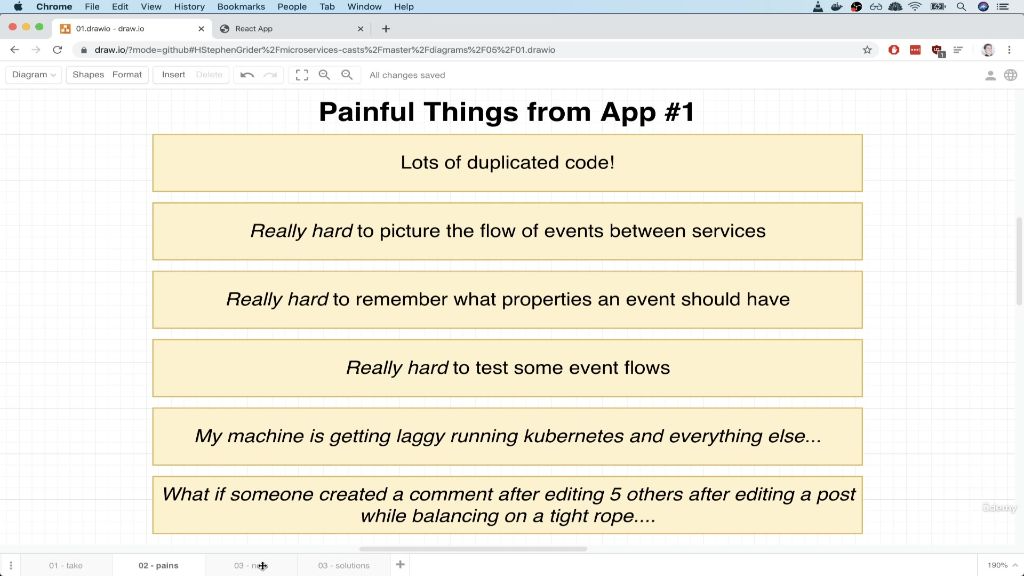 Chrome File Edit View History Bookmarks People Tab Window Help
01.drawio - draw.io
React App
draw.io/?mode=github#HStephenGrider%2Fmicroservices-casts%2Fmaster%2Fdiagrams%2F05%2F01.drawio
Diagram Shapes Format Insert Delete All changes saved
Painful Things from App #1
Lots of duplicated code!
Really hard to picture the flow of events between services
Really hard to remember what properties an event should have
Really hard to test some event flows
My machine is getting laggy running kubernetes and everything else...
What if someone created a comment after editing 5 others after editing a post
while balancing on a tight rope....
ûdemy
01 - take 02 - pains 03 - 03 - solutions 190%